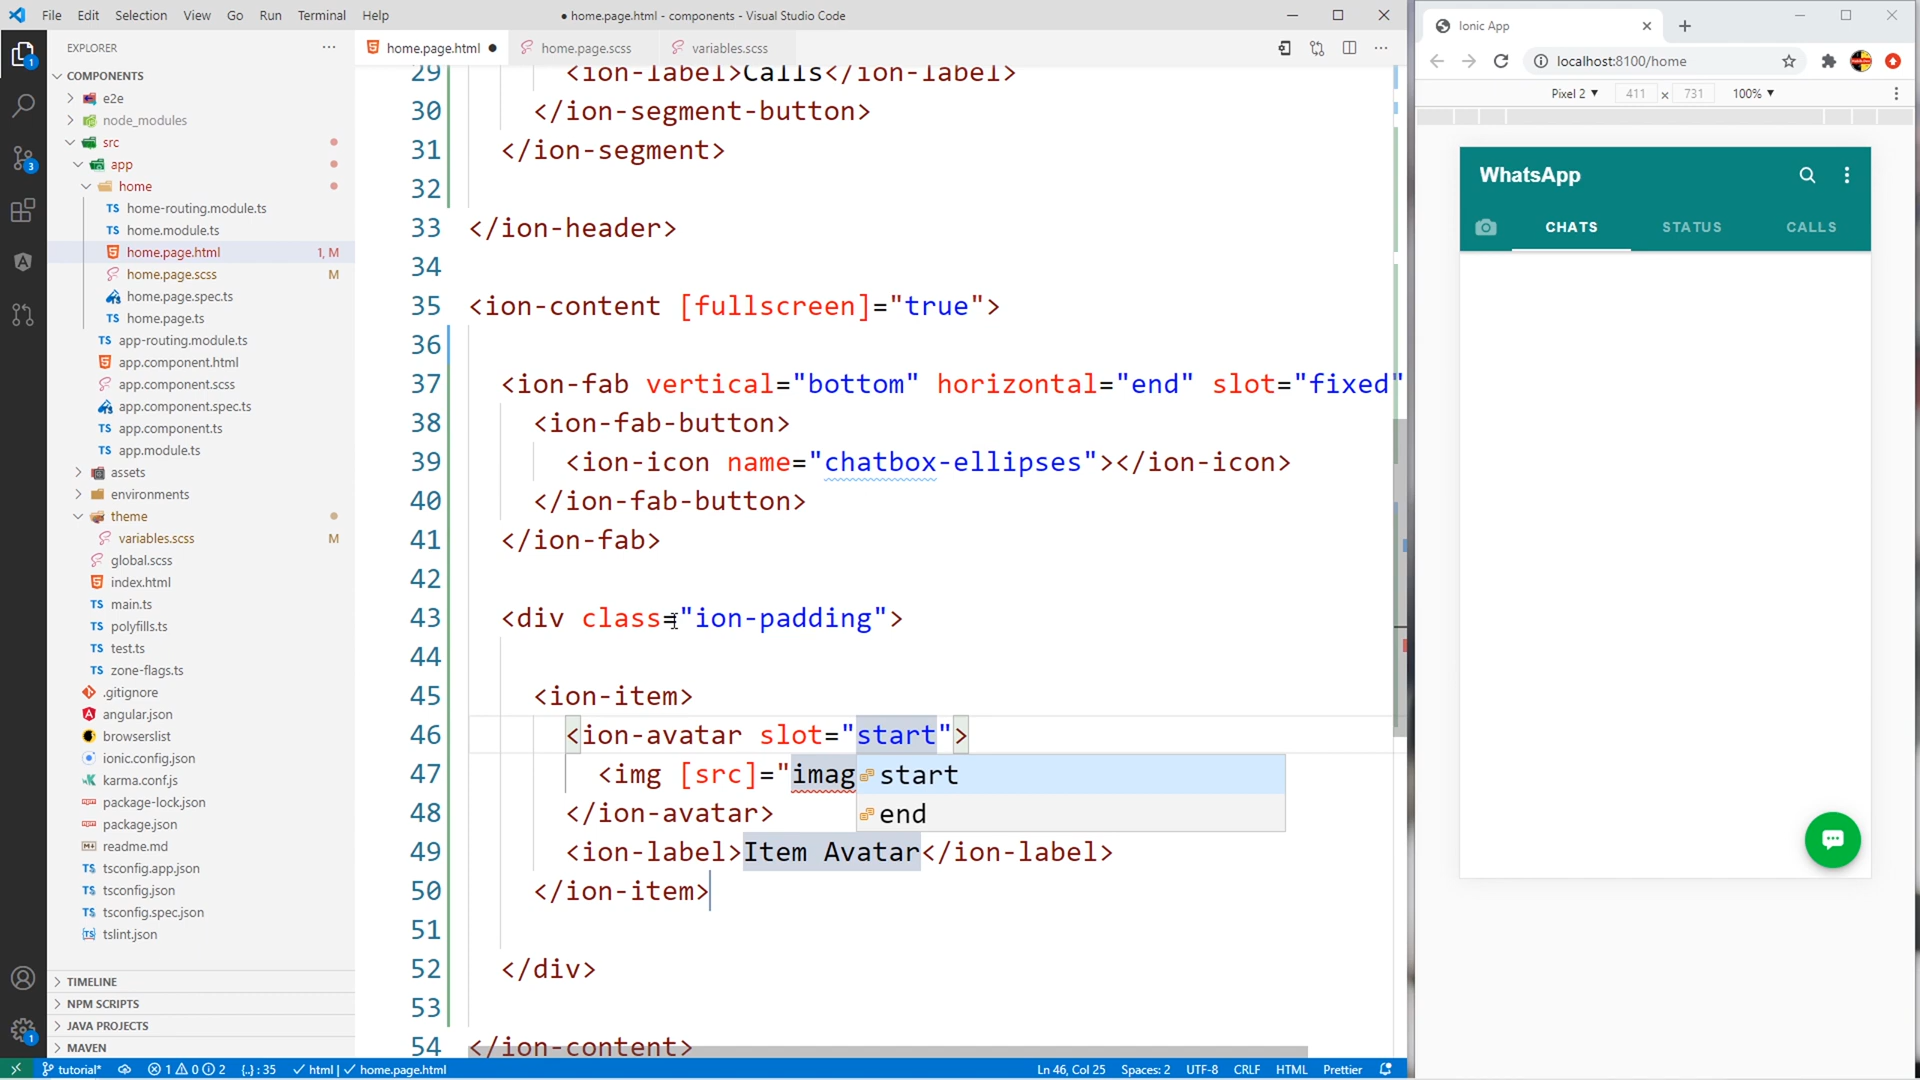 File Edit Selection View Go Run Terminal Help
● home.page.html - components - Visual Studio Code
EXPLORER
COMPONENTS
e2e
node_modules
src
app
home
TS home-routing.module.ts
TS home.module.ts
home.page.html 1, M
home.page.scss M
home.page.spec.ts
TS home.page.ts
TS app-routing.module.ts
app.component.html
app.component.scss
app.component.spec.ts
TS app.component.ts
TS app.module.ts
assets
environments
theme
variables.scss M
global.scss
index.html
TS main.ts
TS polyfills.ts
TS test.ts
TS zone-flags.ts
.gitignore
angular.json
browserslist
ionic.config.json
karma.conf.js
package-lock.json
package.json
readme.md
tsconfig.app.json
tsconfig.json
tsconfig.spec.json
tslint.json
TIMELINE
NPM SCRIPTS
JAVA PROJECTS
MAVEN
1
3
1
home.page.html ● home.page.scss variables.scss
29 <ion-label>Calls</ion-label>
30 </ion-segment-button>
31 </ion-segment>
32
33 </ion-header>
34
35 <ion-content [fullscreen]="true">
36
37 <ion-fab vertical="bottom" horizontal="end" slot="fixed"
38 <ion-fab-button>
39 <ion-icon name="chatbox-ellipses"></ion-icon>
40 </ion-fab-button>
41 </ion-fab>
42
43 <div class="ion-padding">
44
45 <ion-item>
46 <ion-avatar slot="start">
47 <img [src]="imag
start
end
48 </ion-avatar>
49 <ion-label>Item Avatar</ion-label>
50 </ion-item>
51
52 </div>
53
54 </ion-content>
tutorial* 1 0 2 {..} : 35 html | home.page.html Ln 46, Col 25 Spaces: 2 UTF-8 CRLF HTML Prettier
Ionic App
localhost:8100/home
Pixel 2 411 x 731 100%
WhatsApp
CHATS STATUS CALLS